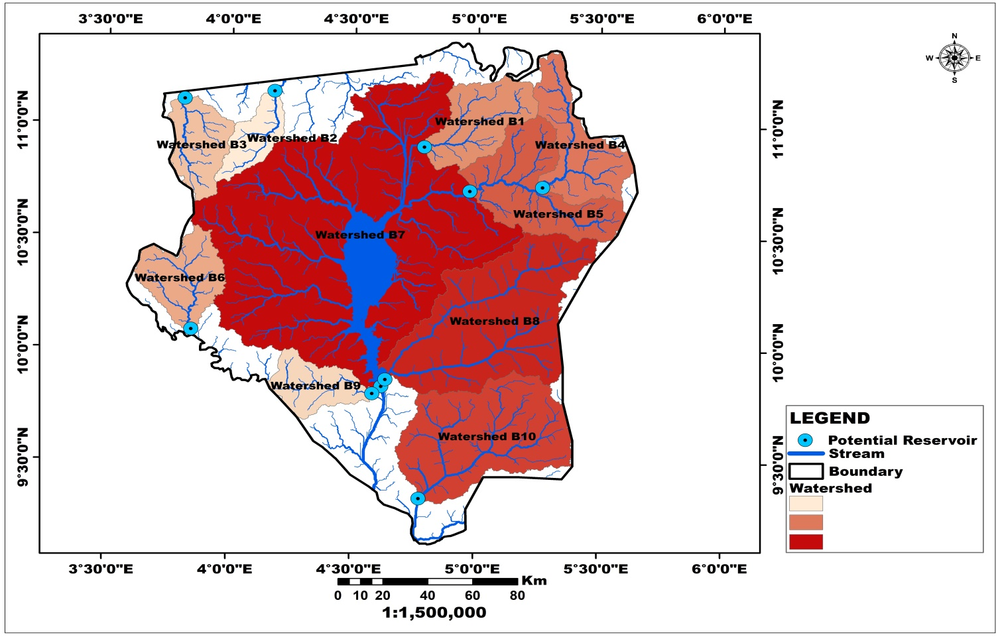 3°30'0"E 4°0'0"E 4°30'0"E 5°0'0"E 5°30'0"E 6°0'0"E
N
W E
S
11°0'0"N
11°0'0"N
Watershed B1
Watershed B2
Watershed B3
Watershed B4
10°30'0"N
10°30'0"N
Watershed B5
Watershed B7
Watershed B6
Watershed B8
10°0'0"N
10°0'0"N
Watershed B9
Watershed B10
9°30'0"N
9°30'0"N
LEGEND
Potential Reservoir
Stream
Boundary
Watershed
3°30'0"E 4°0'0"E 4°30'0"E 5°0'0"E 5°30'0"E 6°0'0"E
Km
0 10 20 40 60 80
1:1,500,000